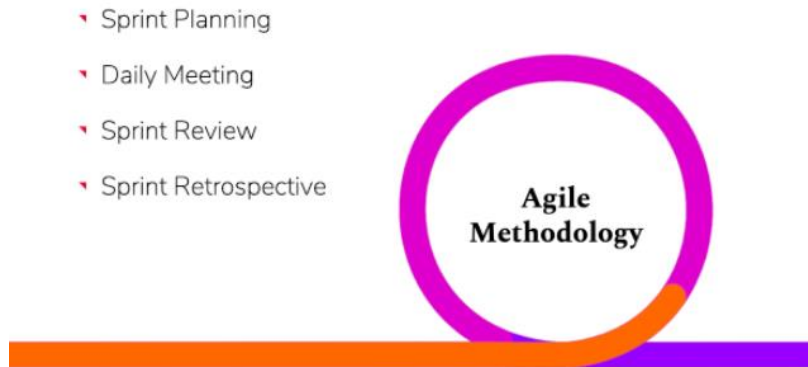 Sprint Planning
Daily Meeting
Sprint Review
Sprint Retrospective
Agile
Methodology